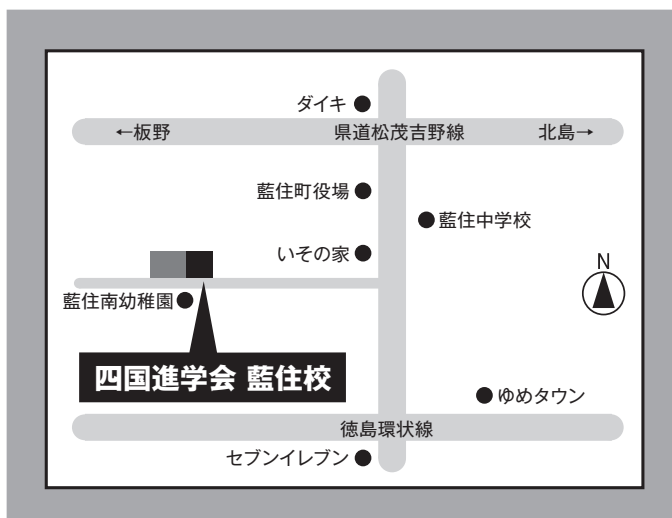 ダイキ
←板野
県道松茂吉野線
北島→
藍住町役場
藍住中学校
いその家
N
藍住南幼稚園
四国進学会 藍住校
ゆめタウン
徳島環状線
セブンイレブン